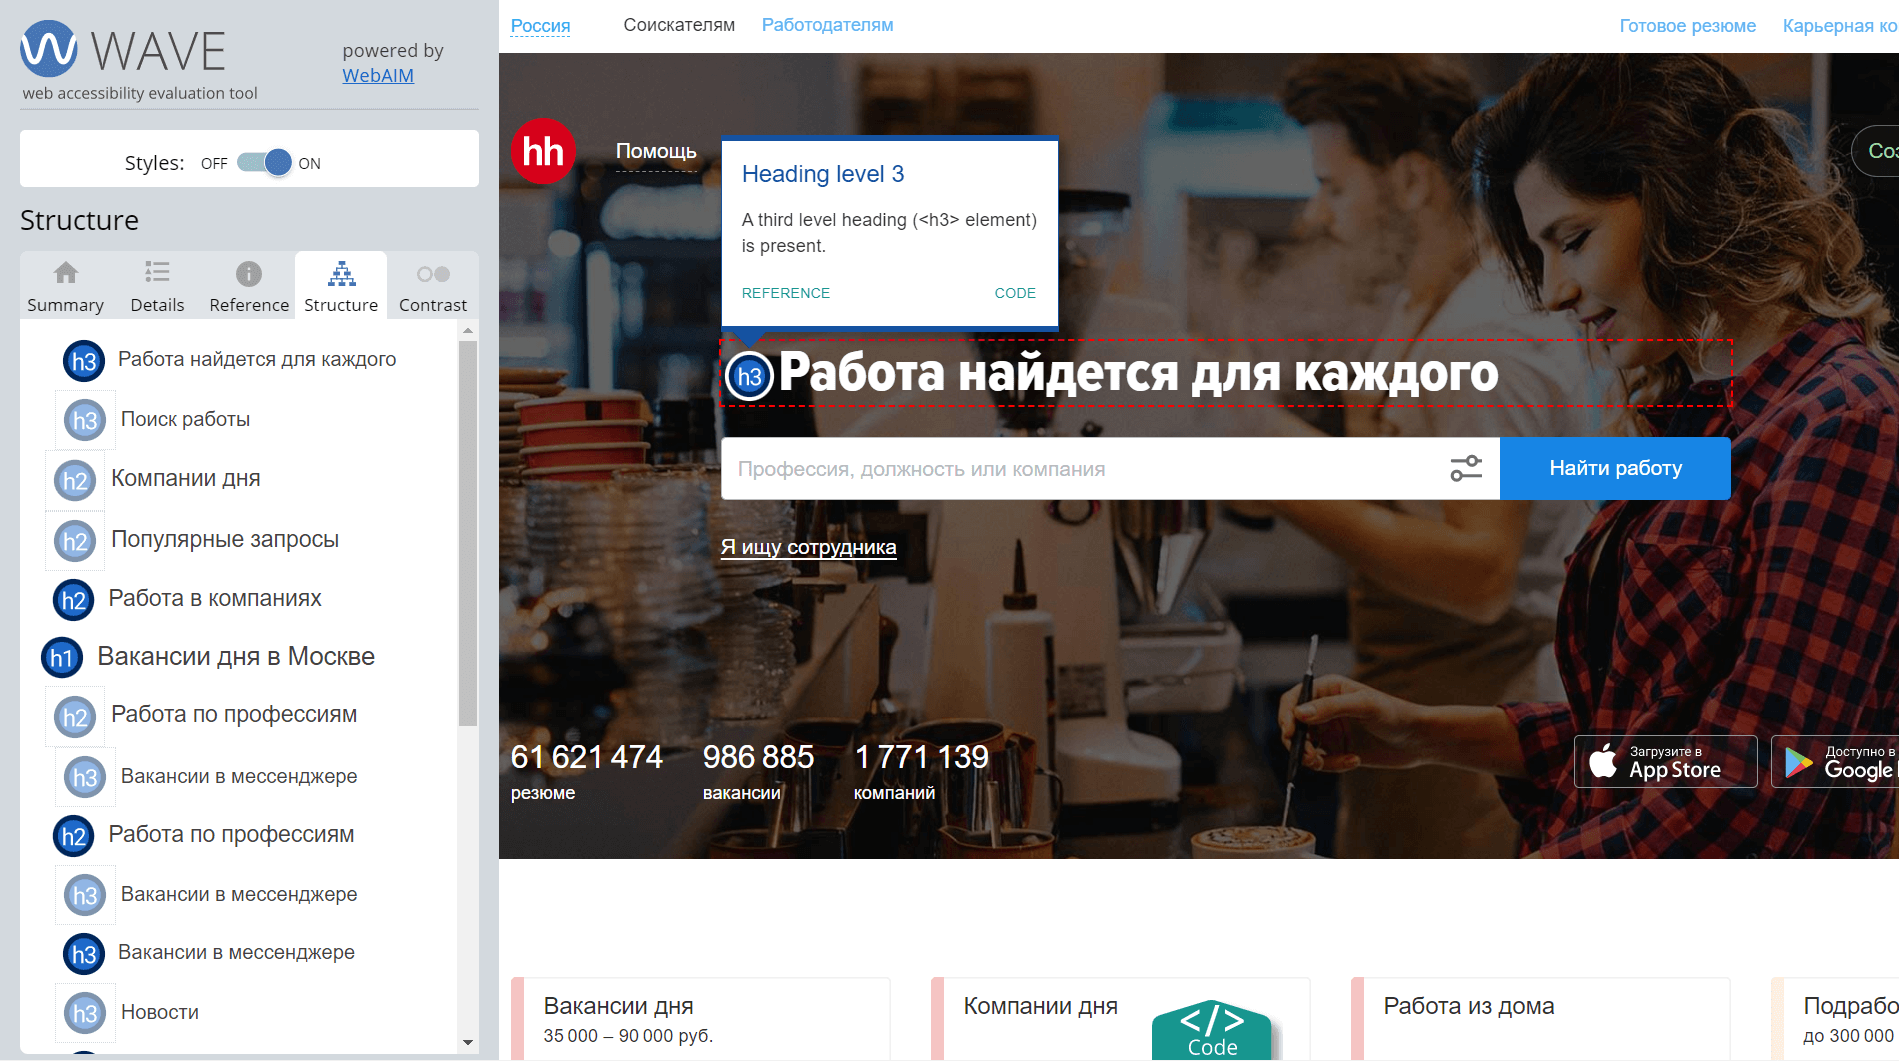 WAVE
powered by
WebAIM
web accessibility evaluation tool
Styles: OFF ON
Structure
Summary Details Reference Structure Contrast
h3 Работа найдется для каждого
h3 Поиск работы
h2 Компании дня
h2 Популярные запросы
h2 Работа в компаниях
h1 Вакансии дня в Москве
h2 Работа по профессиям
h3 Вакансии в мессенджере
h2 Работа по профессиям
h3 Вакансии в мессенджере
h3 Вакансии в мессенджере
h3 Новости
Россия Соискателям Работодателям Готовое резюме Карьерная ко
hh Помощь Соз
Heading level 3
A third level heading (<h3> element)
is present.
REFERENCE CODE
h3 Работа найдется для каждого
Профессия, должность или компания Найти работу
Я ищу сотрудника
61 621 474 986 885 1 771 139
резюме вакансии компаний
Загрузите в
App Store
Доступно в
Google
Вакансии дня
35 000 – 90 000 руб.
Компании дня
</>
Code
Работа из дома
Подрабо
до 300 000